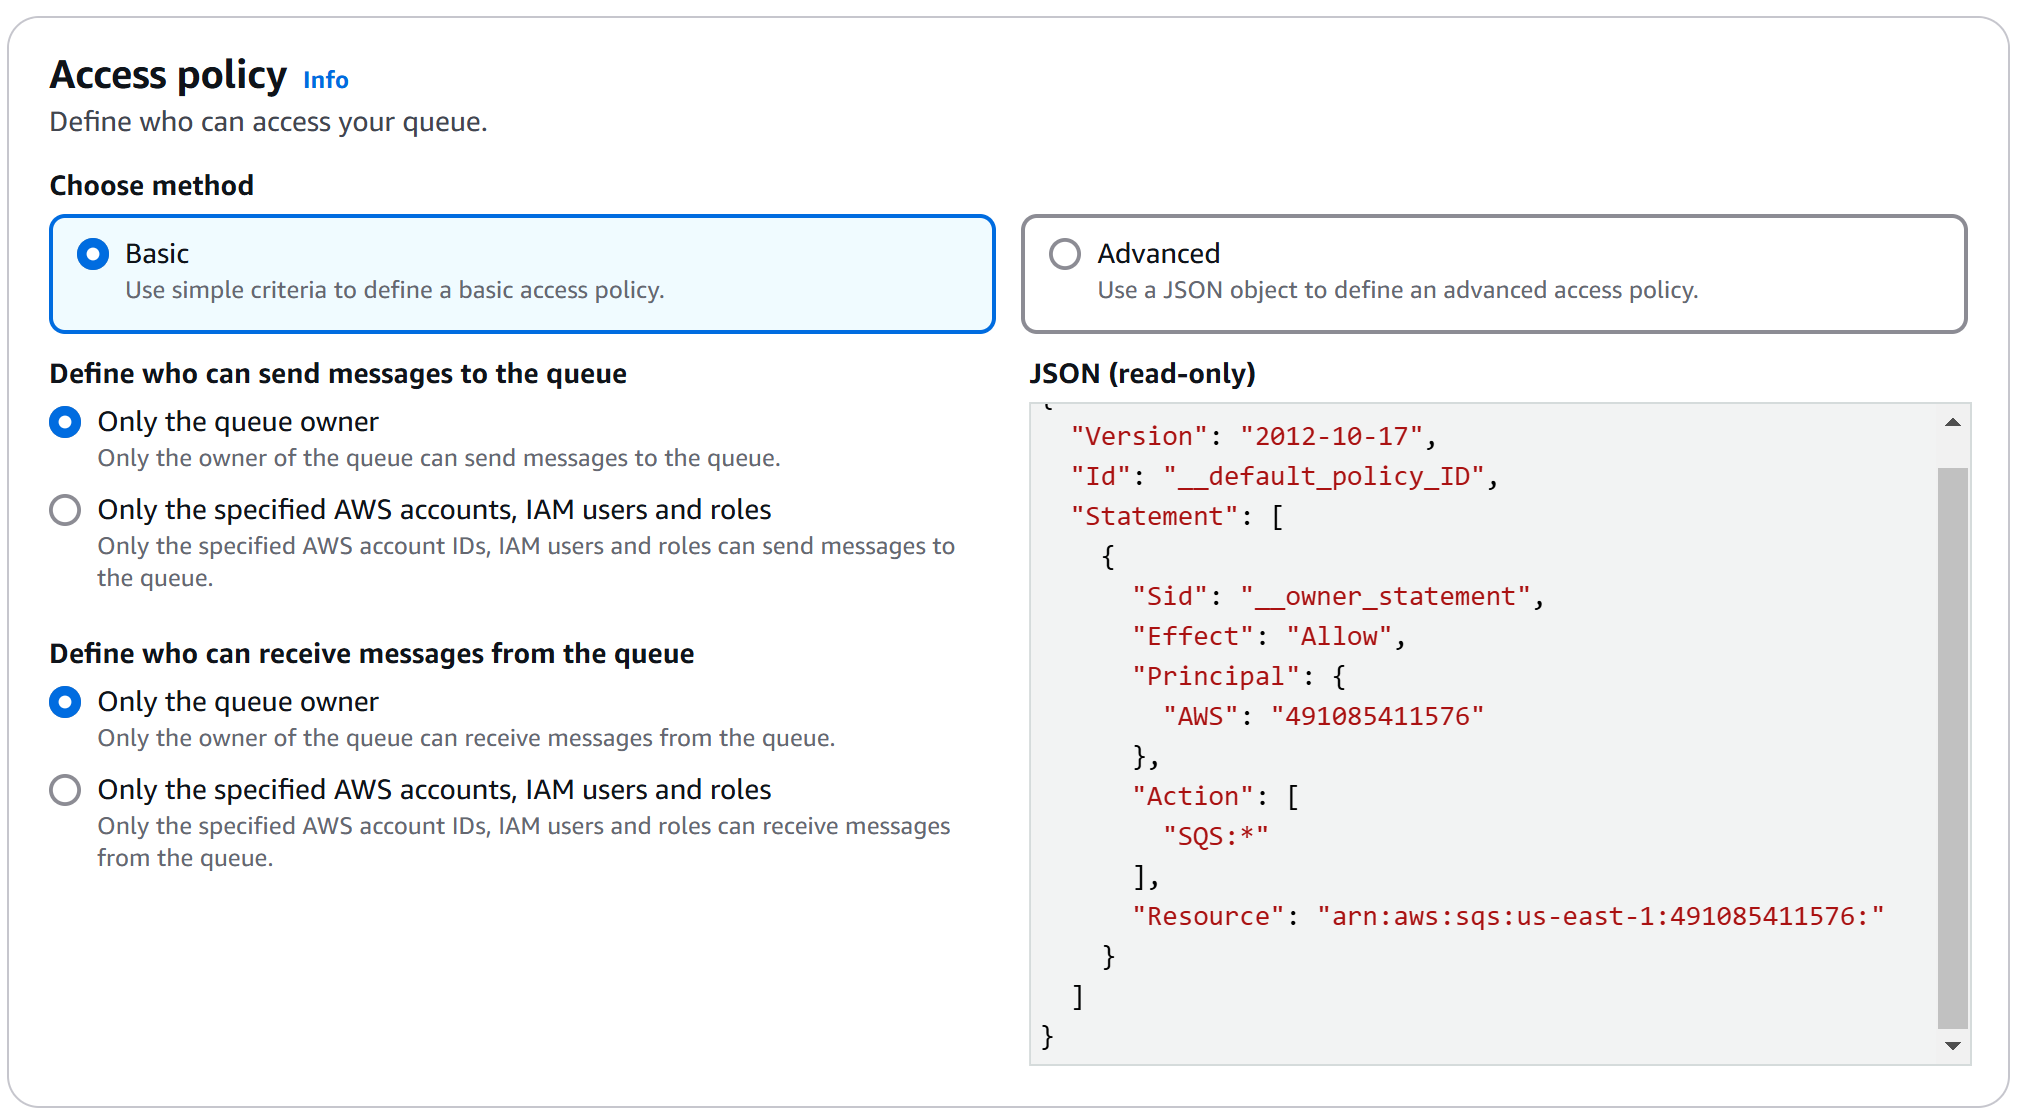 Access policy Info
Define who can access your queue.
Choose method
Basic
Use simple criteria to define a basic access policy.
Advanced
Use a JSON object to define an advanced access policy.
Define who can send messages to the queue
Only the queue owner
Only the owner of the queue can send messages to the queue.
Only the specified AWS accounts, IAM users and roles
Only the specified AWS account IDs, IAM users and roles can send messages to
the queue.
Define who can receive messages from the queue
Only the queue owner
Only the owner of the queue can receive messages from the queue.
Only the specified AWS accounts, IAM users and roles
Only the specified AWS account IDs, IAM users and roles can receive messages
from the queue.
JSON (read-only)
{
  "Version": "2012-10-17",
  "Id": "__default_policy_ID",
  "Statement": [
    {
      "Sid": "__owner_statement",
      "Effect": "Allow",
      "Principal": {
        "AWS": "491085411576"
      },
      "Action": [
        "SQS:*"
      ],
      "Resource": "arn:aws:sqs:us-east-1:491085411576:"
    }
  ]
}